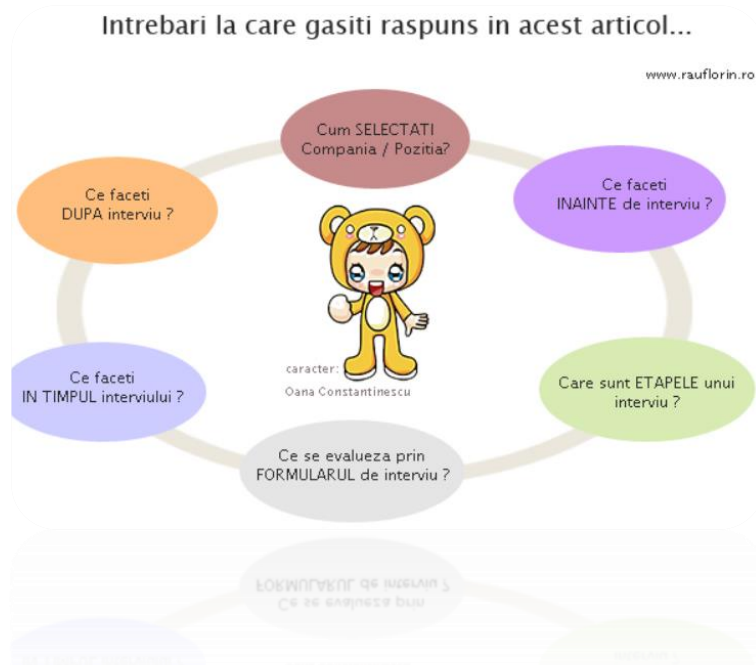 Intrebari la care gasiti raspuns in acest articol...
www.rauflorin.ro
Cum SELECTATI
Compania / Pozitia?
Ce faceti
INAINTE de interviu ?
Care sunt ETAPELE unui
interviu ?
Ce se evalueza prin
FORMULARUL de interviu ?
Ce faceti
IN TIMPUL interviului ?
Ce faceti
DUPA interviu ?
caracter:
Oana Constantinescu